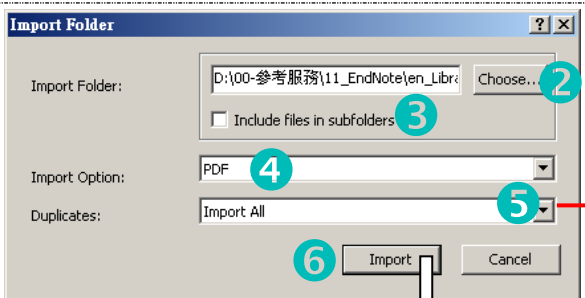 Import Folder
Import Folder: D:\00-參考服務\11_EndNote\en_Libra Choose... 2
Include files in subfolders 3
Import Option: PDF 4
Duplicates: Import All 5
6 Import Cancel